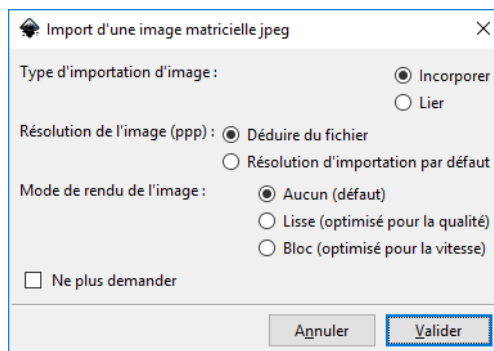 Import d'une image matricielle jpeg
Type d'importation d'image :
Incorporer
Lier
Résolution de l'image (ppp) :
Déduire du fichier
Résolution d'importation par défaut
Mode de rendu de l'image :
Aucun (défaut)
Lisse (optimisé pour la qualité)
Bloc (optimisé pour la vitesse)
Ne plus demander
Annuler
Valider